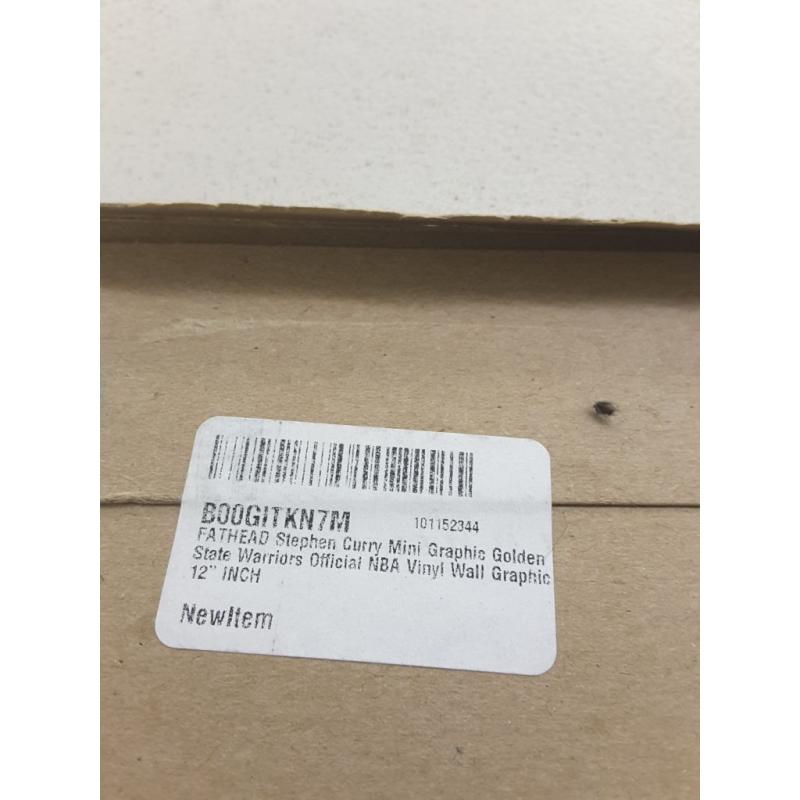 B00GITKN7M 101152344
FATHEAD Stephen Curry Mini Graphic Golden
State Warriors Official NBA Vinyl Wall Graphic
12" INCH
NewItem